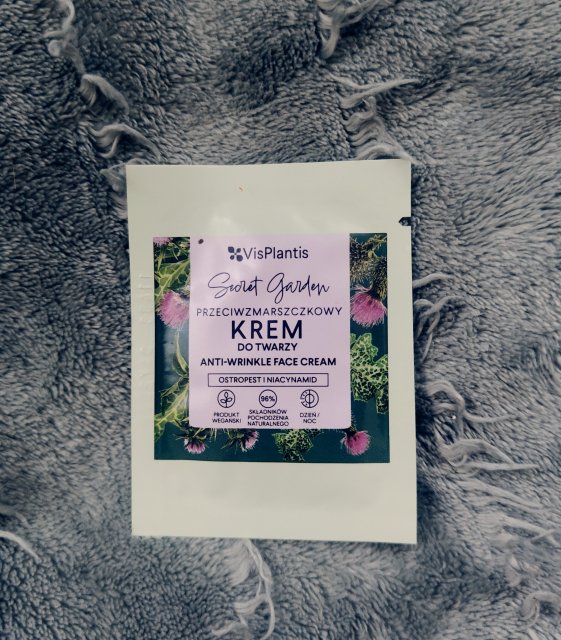 VisPlantis
Secret Garden
PRZECIWZMARSZCZKOWY
KREM
DO TWARZY
ANTI-WRINKLE FACE CREAM
OSTROPEST I NIACYNAMID
PRODUKT
WEGAŃSKI
96%
SKŁADNIKÓW
POCHODZENIA
NATURALNEGO
DZIEŃ /
NOC